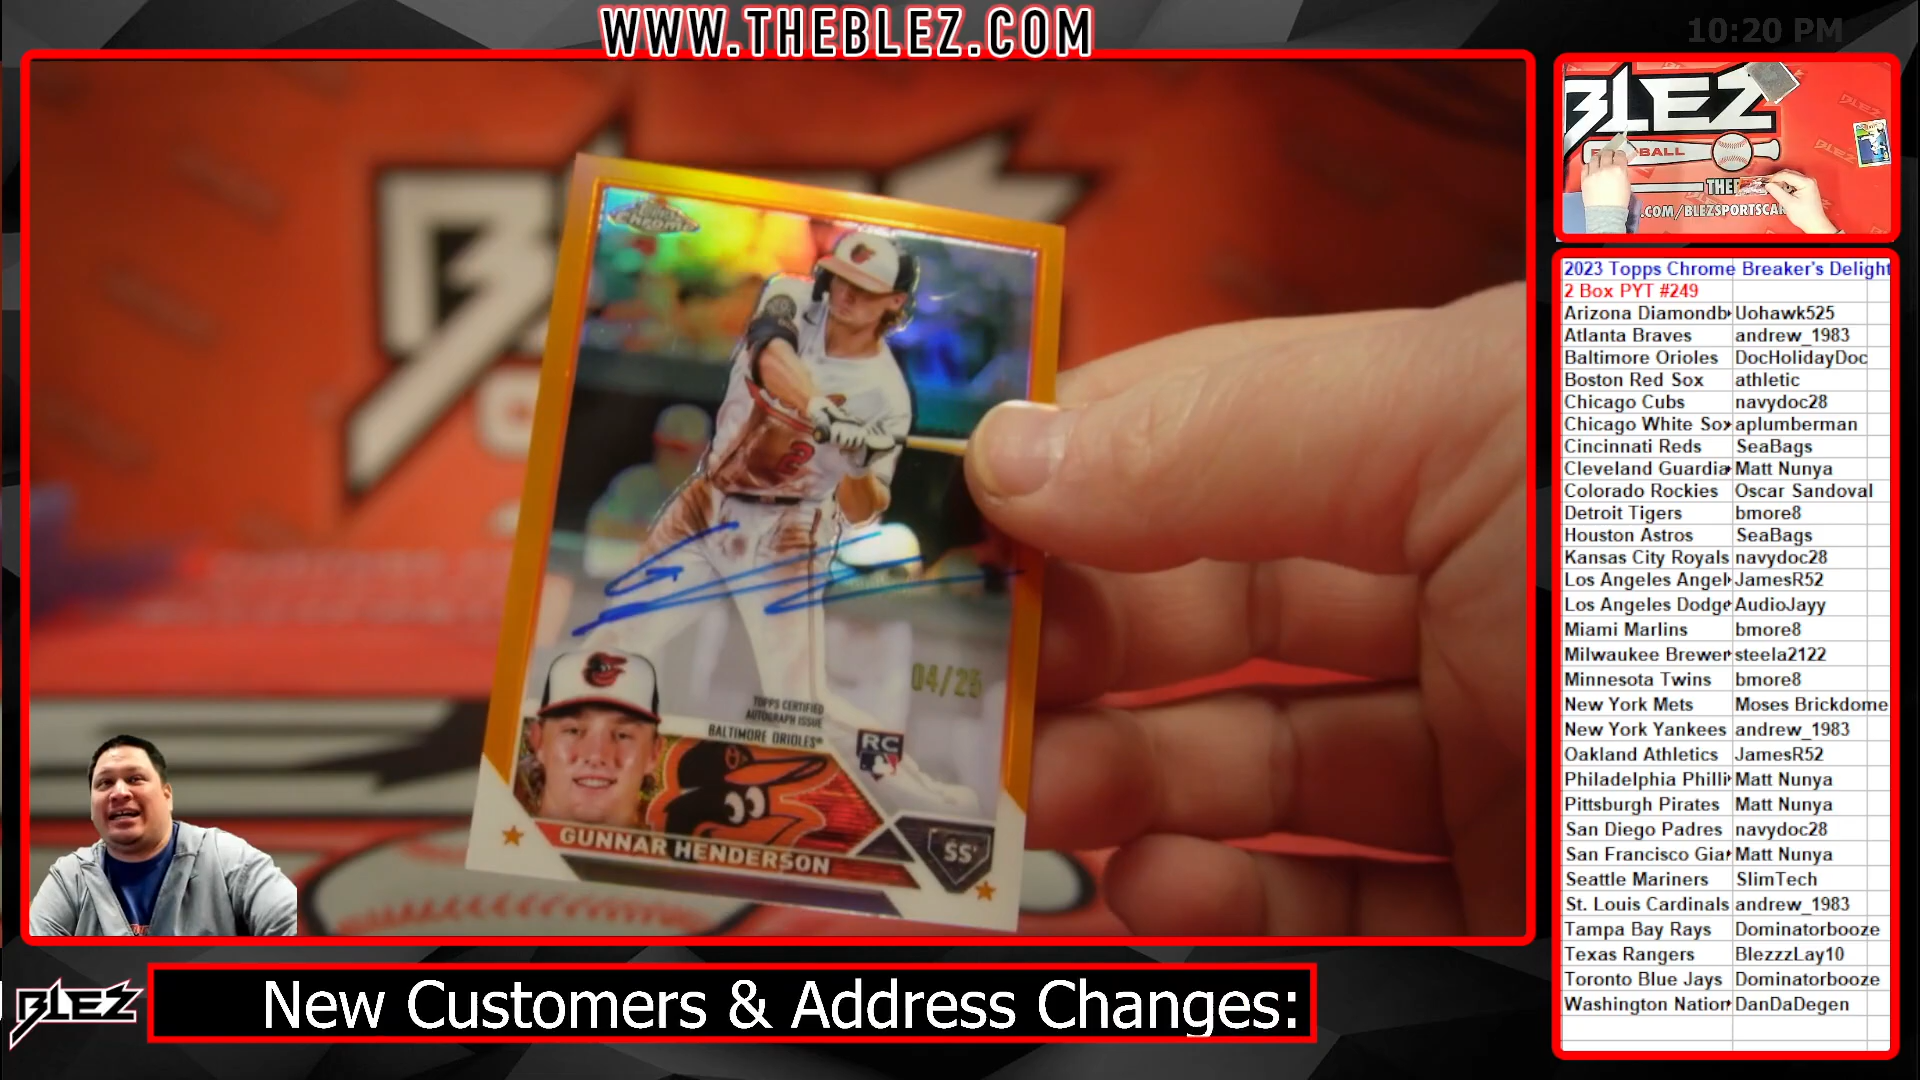 WWW.THEBLEZ.COM
10:20 PM
Topps
Chrome
2
04/25
TOPPS CERTIFIED
AUTOGRAPH ISSUE
BALTIMORE ORIOLES
RC
GUNNAR HENDERSON
SS
BLEZ
BALL
THE
.COM/BLEZSPORTSCAR
2023 Topps Chrome Breaker's Delight
2 Box PYT #249
Arizona Diamondb Uohawk525
Atlanta Braves andrew_1983
Baltimore Orioles DocHolidayDoc
Boston Red Sox athletic
Chicago Cubs navydoc28
Chicago White Sox aplumberman
Cincinnati Reds SeaBags
Cleveland Guardia Matt Nunya
Colorado Rockies Oscar Sandoval
Detroit Tigers bmore8
Houston Astros SeaBags
Kansas City Royals navydoc28
Los Angeles Angel JamesR52
Los Angeles Dodge AudioJayy
Miami Marlins bmore8
Milwaukee Brewer steela2122
Minnesota Twins bmore8
New York Mets Moses Brickdome
New York Yankees andrew_1983
Oakland Athletics JamesR52
Philadelphia Philli Matt Nunya
Pittsburgh Pirates Matt Nunya
San Diego Padres navydoc28
San Francisco Gia Matt Nunya
Seattle Mariners SlimTech
St. Louis Cardinals andrew_1983
Tampa Bay Rays Dominatorbooze
Texas Rangers BlezzzLay10
Toronto Blue Jays Dominatorbooze
Washington Nation DanDaDegen
BLEZ
New Customers & Address Changes: